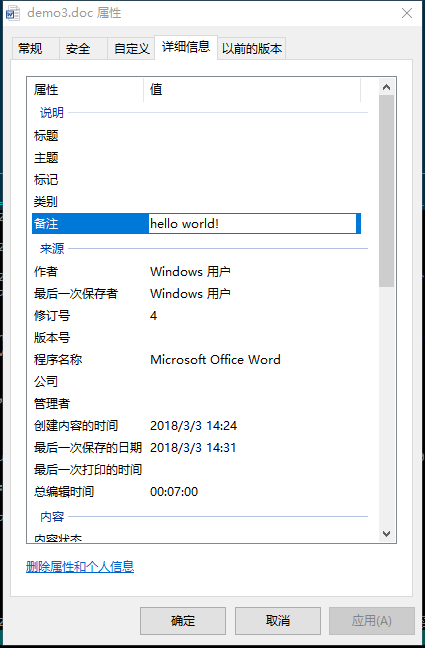 demo3.doc 属性
常规 安全 自定义 详细信息 以前的版本
属性 值
说明
标题
主题
标记
类别
备注 hello world!
来源
作者 Windows 用户
最后一次保存者 Windows 用户
修订号 4
版本号
程序名称 Microsoft Office Word
公司
管理者
创建内容的时间 2018/3/3 14:24
最后一次保存的日期 2018/3/3 14:31
最后一次打印的时间
总编辑时间 00:07:00
内容
内容状态
删除属性和个人信息
确定 取消 应用(A)